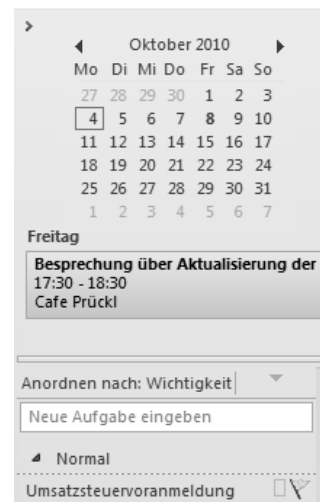 Oktober 2010
Mo Di Mi Do Fr Sa So
27 28 29 30 1 2 3
4 5 6 7 8 9 10
11 12 13 14 15 16 17
18 19 20 21 22 23 24
25 26 27 28 29 30 31
1 2 3 4 5 6 7
Freitag
Besprechung über Aktualisierung der
17:30 - 18:30
Cafe Prückl
Anordnen nach: Wichtigkeit
Neue Aufgabe eingeben
Normal
Umsatzsteuervoranmeldung